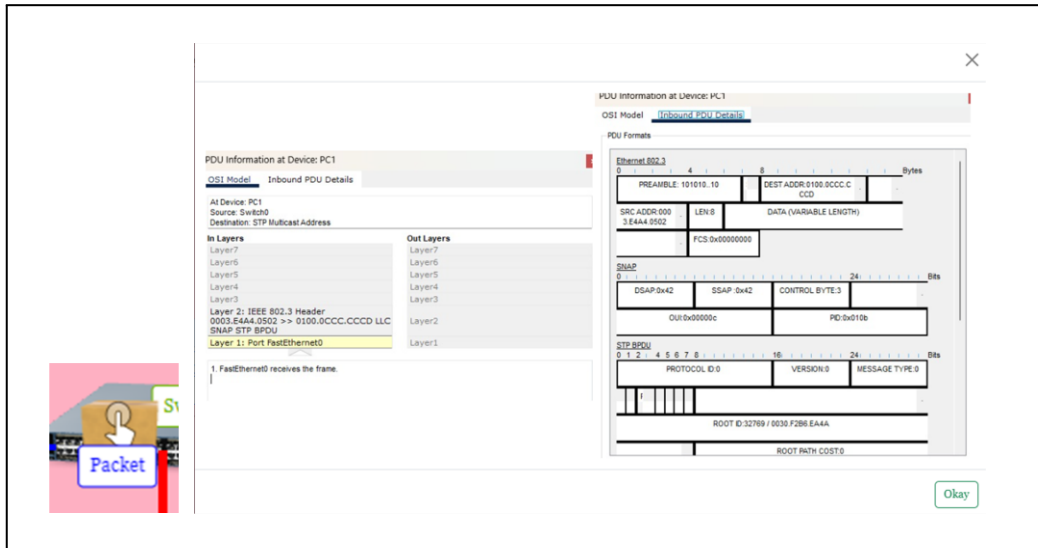 PDU Information at Device: PC1
OSI Model Inbound PDU Details
At Device: PC1
Source: Switch0
Destination: STP Multicast Address
In Layers Out Layers
Layer7 Layer7
Layer6 Layer6
Layer5 Layer5
Layer4 Layer4
Layer3 Layer3
Layer 2: IEEE 802.3 Header
0003.E4A4.0502 >> 0100.0CCC.CCCD LLC Layer2
SNAP STP BPDU
Layer 1: Port FastEthernet0 Layer1
1. FastEthernet0 receives the frame.
PDU Information at Device: PC1
OSI Model Inbound PDU Details
PDU Formats
Ethernet 802.3
0 4 8 Bytes
PREAMBLE: 101010..10 DEST ADDR:0100.0CCC.C
CCD
SRC ADDR:000 LEN:8 DATA (VARIABLE LENGTH)
3.E4A4.0502
FCS:0x00000000
SNAP
0 24 Bits
DSAP:0x42 SSAP:0x42 CONTROL BYTE:3
OUI:0x00000c PID:0x010b
STP BPDU
0 1 2 4 5 6 7 8 16 24 Bits
PROTOCOL ID:0 VERSION:0 MESSAGE TYPE:0
ROOT ID:32769 / 0030.F2B6.EA4A
ROOT PATH COST:0
Packet
Okay